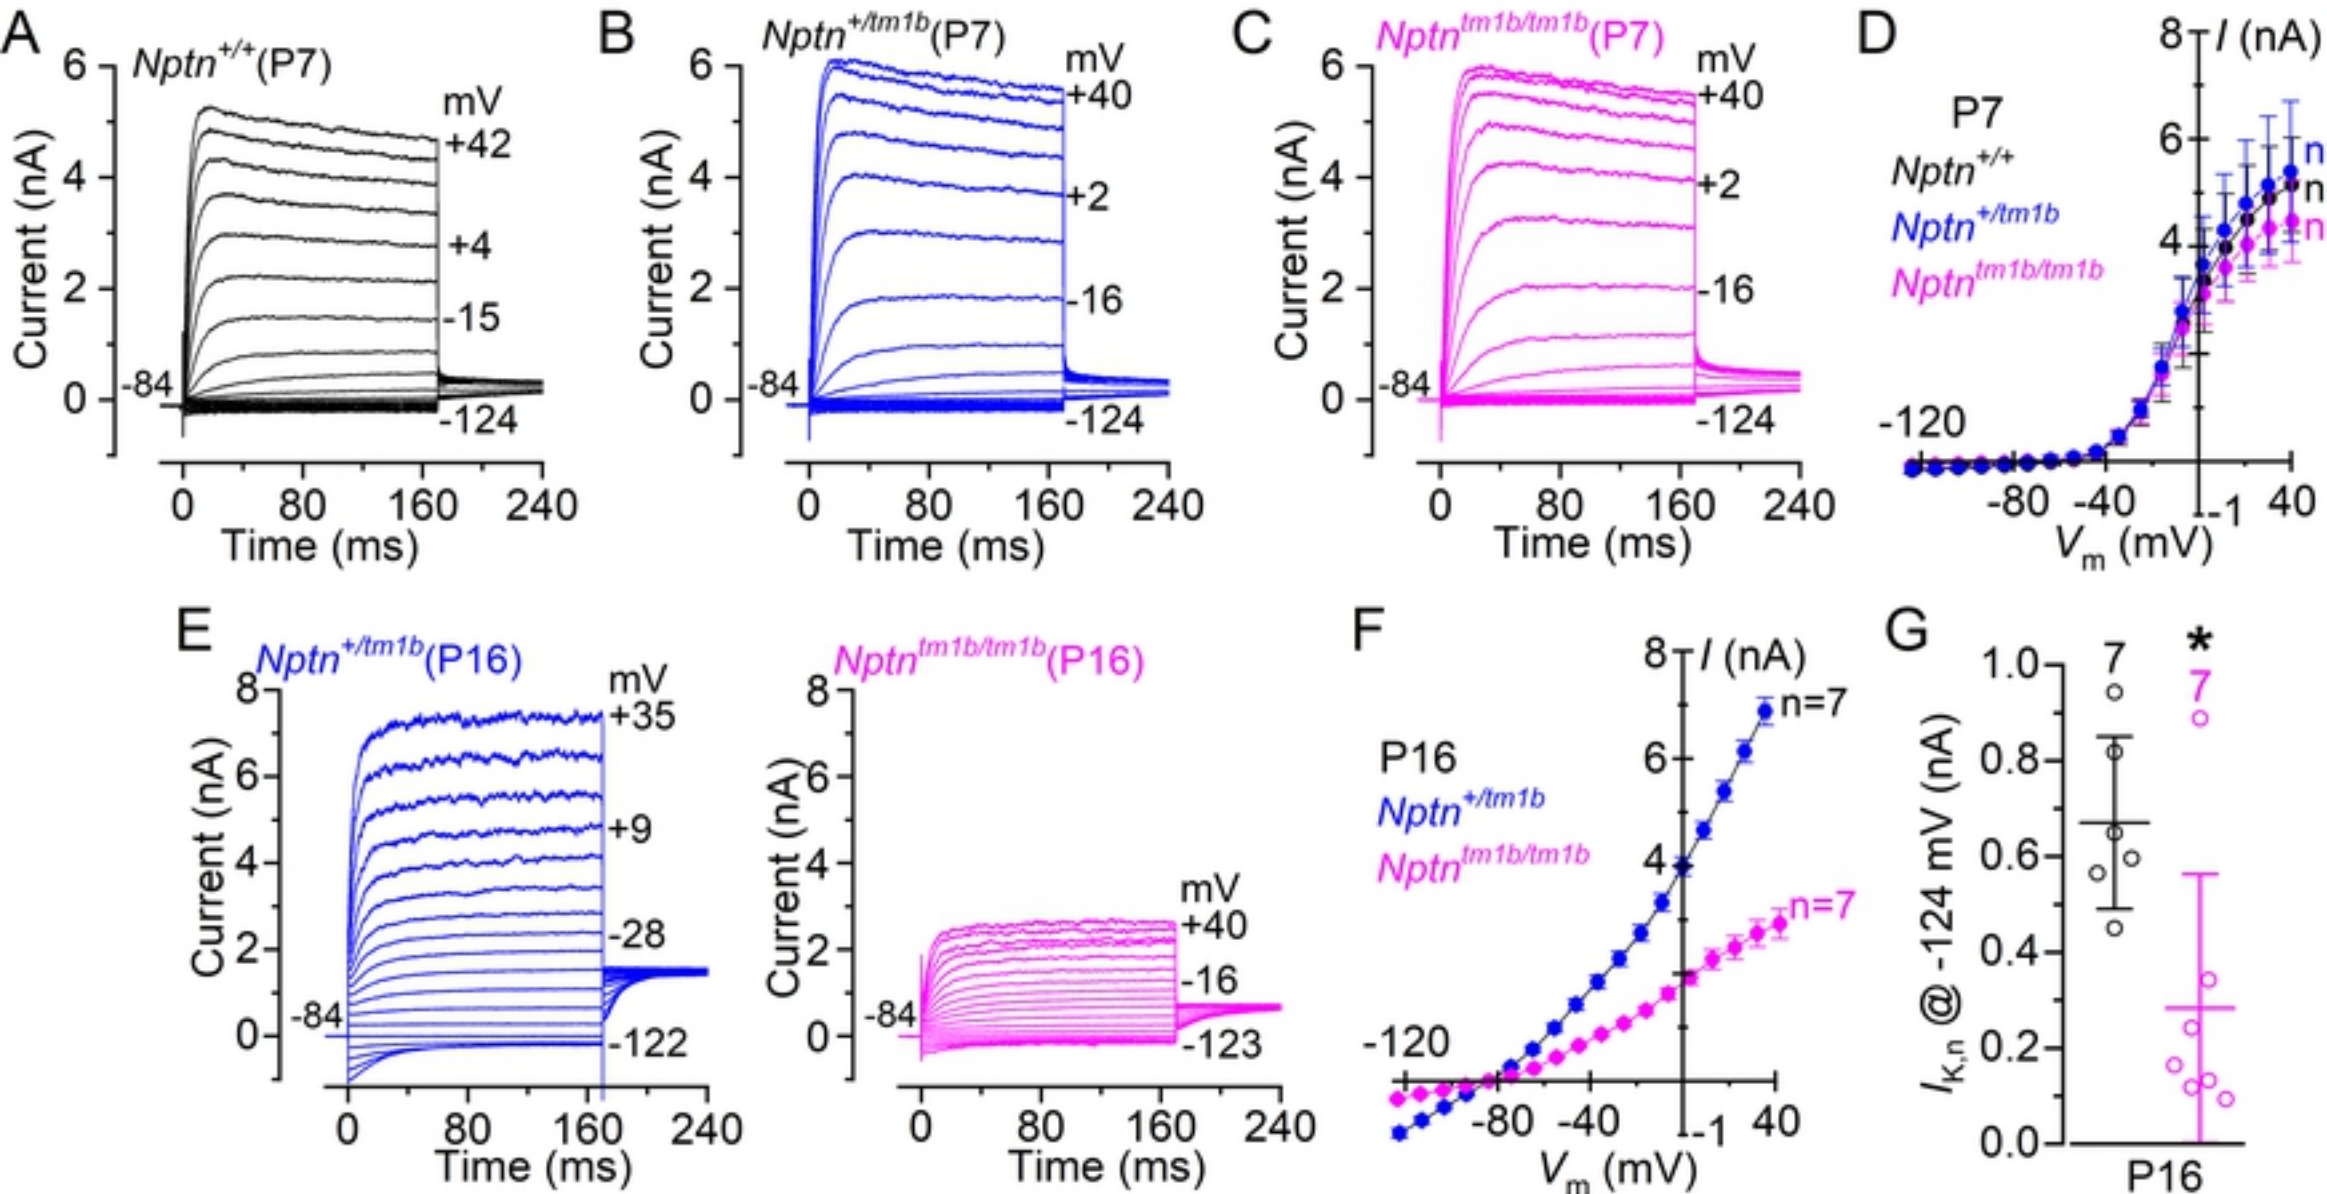 A
Nptn+/+(P7)
6
4
2
0
Current (nA)
mV
+42
+4
-15
-84
-124
0 80 160 240
Time (ms)
B
Nptn+/tm1b(P7)
6
4
2
0
Current (nA)
mV
+40
+2
-16
-84
-124
0 80 160 240
Time (ms)
C
Nptntm1b/tm1b(P7)
6
4
2
0
Current (nA)
mV
+40
+2
-16
-84
-124
0 80 160 240
Time (ms)
D
8 I (nA)
P7
Nptn+/+
Nptn+/tm1b
Nptntm1b/tm1b
6
4
n
n
n
-120
-80 -40 -1 40
Vm (mV)
E
Nptn+/tm1b(P16)
8
6
4
2
0
Current (nA)
mV
+35
+9
-28
-84
-122
0 80 160 240
Time (ms)
Nptntm1b/tm1b(P16)
8
6
4
2
0
Current (nA)
mV
+40
-16
-84
-123
0 80 160 240
Time (ms)
F
8 I (nA)
n=7
P16
Nptn+/tm1b
Nptntm1b/tm1b
6
4
n=7
-120
-80 -40 -1 40
Vm (mV)
G
*
7
7
1.0
0.8
0.6
0.4
0.2
0.0
IK,n @ -124 mV (nA)
P16